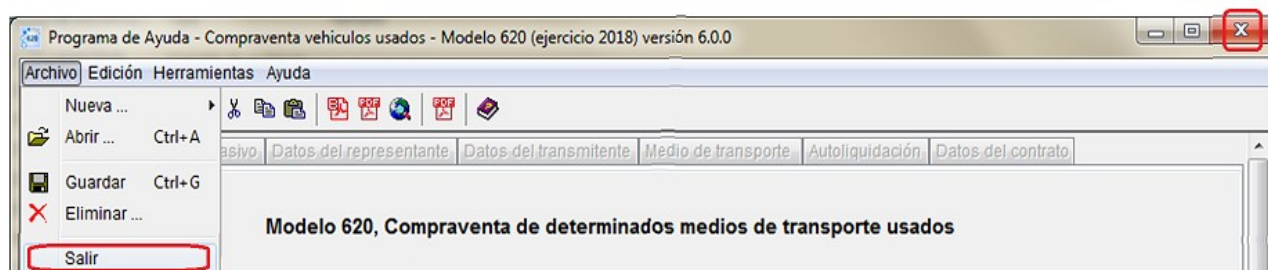 Programa de Ayuda - Compraventa vehiculos usados - Modelo 620 (ejercicio 2018) versión 6.0.0
Archivo Edición Herramientas Ayuda
Nueva ...
Abrir ... Ctrl+A
asivo Datos del representante Datos del transmitente Medio de transporte Autoliquidación Datos del contrato
Guardar Ctrl+G
Eliminar ...
Modelo 620, Compraventa de determinados medios de transporte usados
Salir